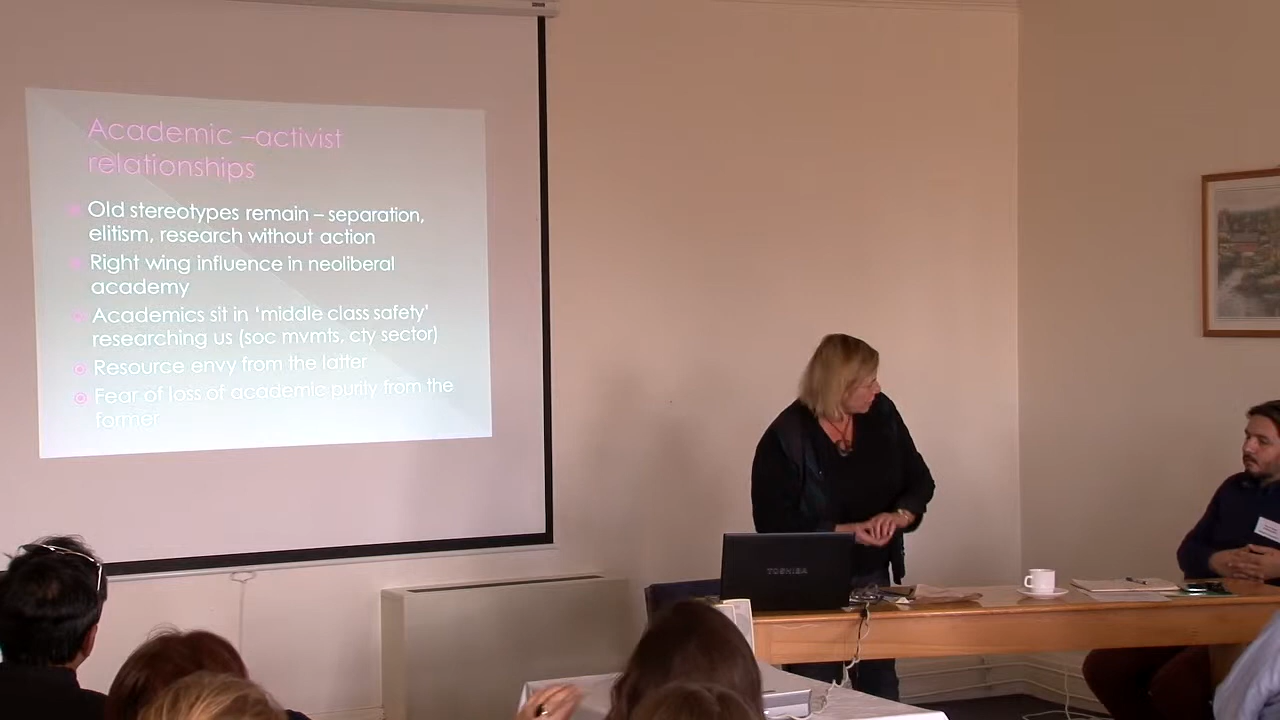 Academic –activist
relationships
Old stereotypes remain – separation,
elitism, research without action
Right wing influence in neoliberal
academy
Academics sit in ‘middle class safety’
researching us (soc mvmts, cty sector)
Resource envy from the latter
Fear of loss of academic purity from the
former
TOSHIBA